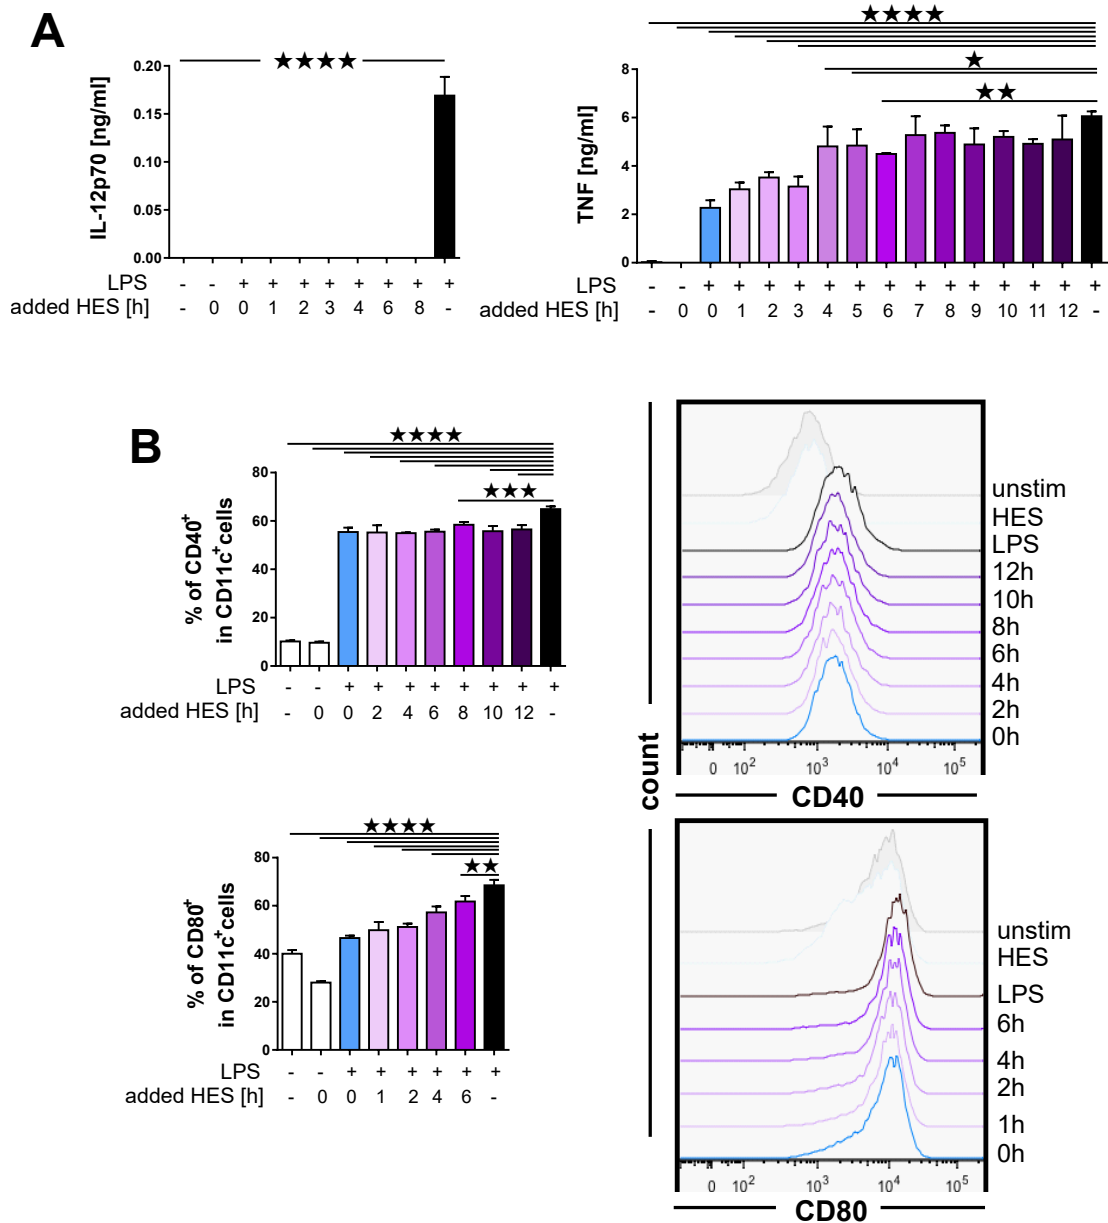 A
★★★★
IL-12p70 [ng/ml]
0.20
0.15
0.10
0.05
0.00
LPS - - + + + + + + + +
added HES [h] - 0 0 1 2 3 4 6 8 -
★★★★
★
★★
TNF [ng/ml]
8
6
4
2
0
LPS - - + + + + + + + + + + + + + +
added HES [h] - 0 0 1 2 3 4 5 6 7 8 9 10 11 12 -
B
★★★★
★★★
% of CD40+
in CD11c+cells
80
60
40
20
0
LPS - - + + + + + + + +
added HES [h] - 0 0 2 4 6 8 10 12 -
count
unstim
HES
LPS
12h
10h
8h
6h
4h
2h
0h
0 10² 10³ 10⁴ 10⁵
CD40
★★★★
★★
% of CD80+
in CD11c+cells
80
60
40
20
0
LPS - - + + + + + +
added HES [h] - 0 0 1 2 4 6 -
unstim
HES
LPS
6h
4h
2h
1h
0h
0 10² 10³ 10⁴ 10⁵
CD80